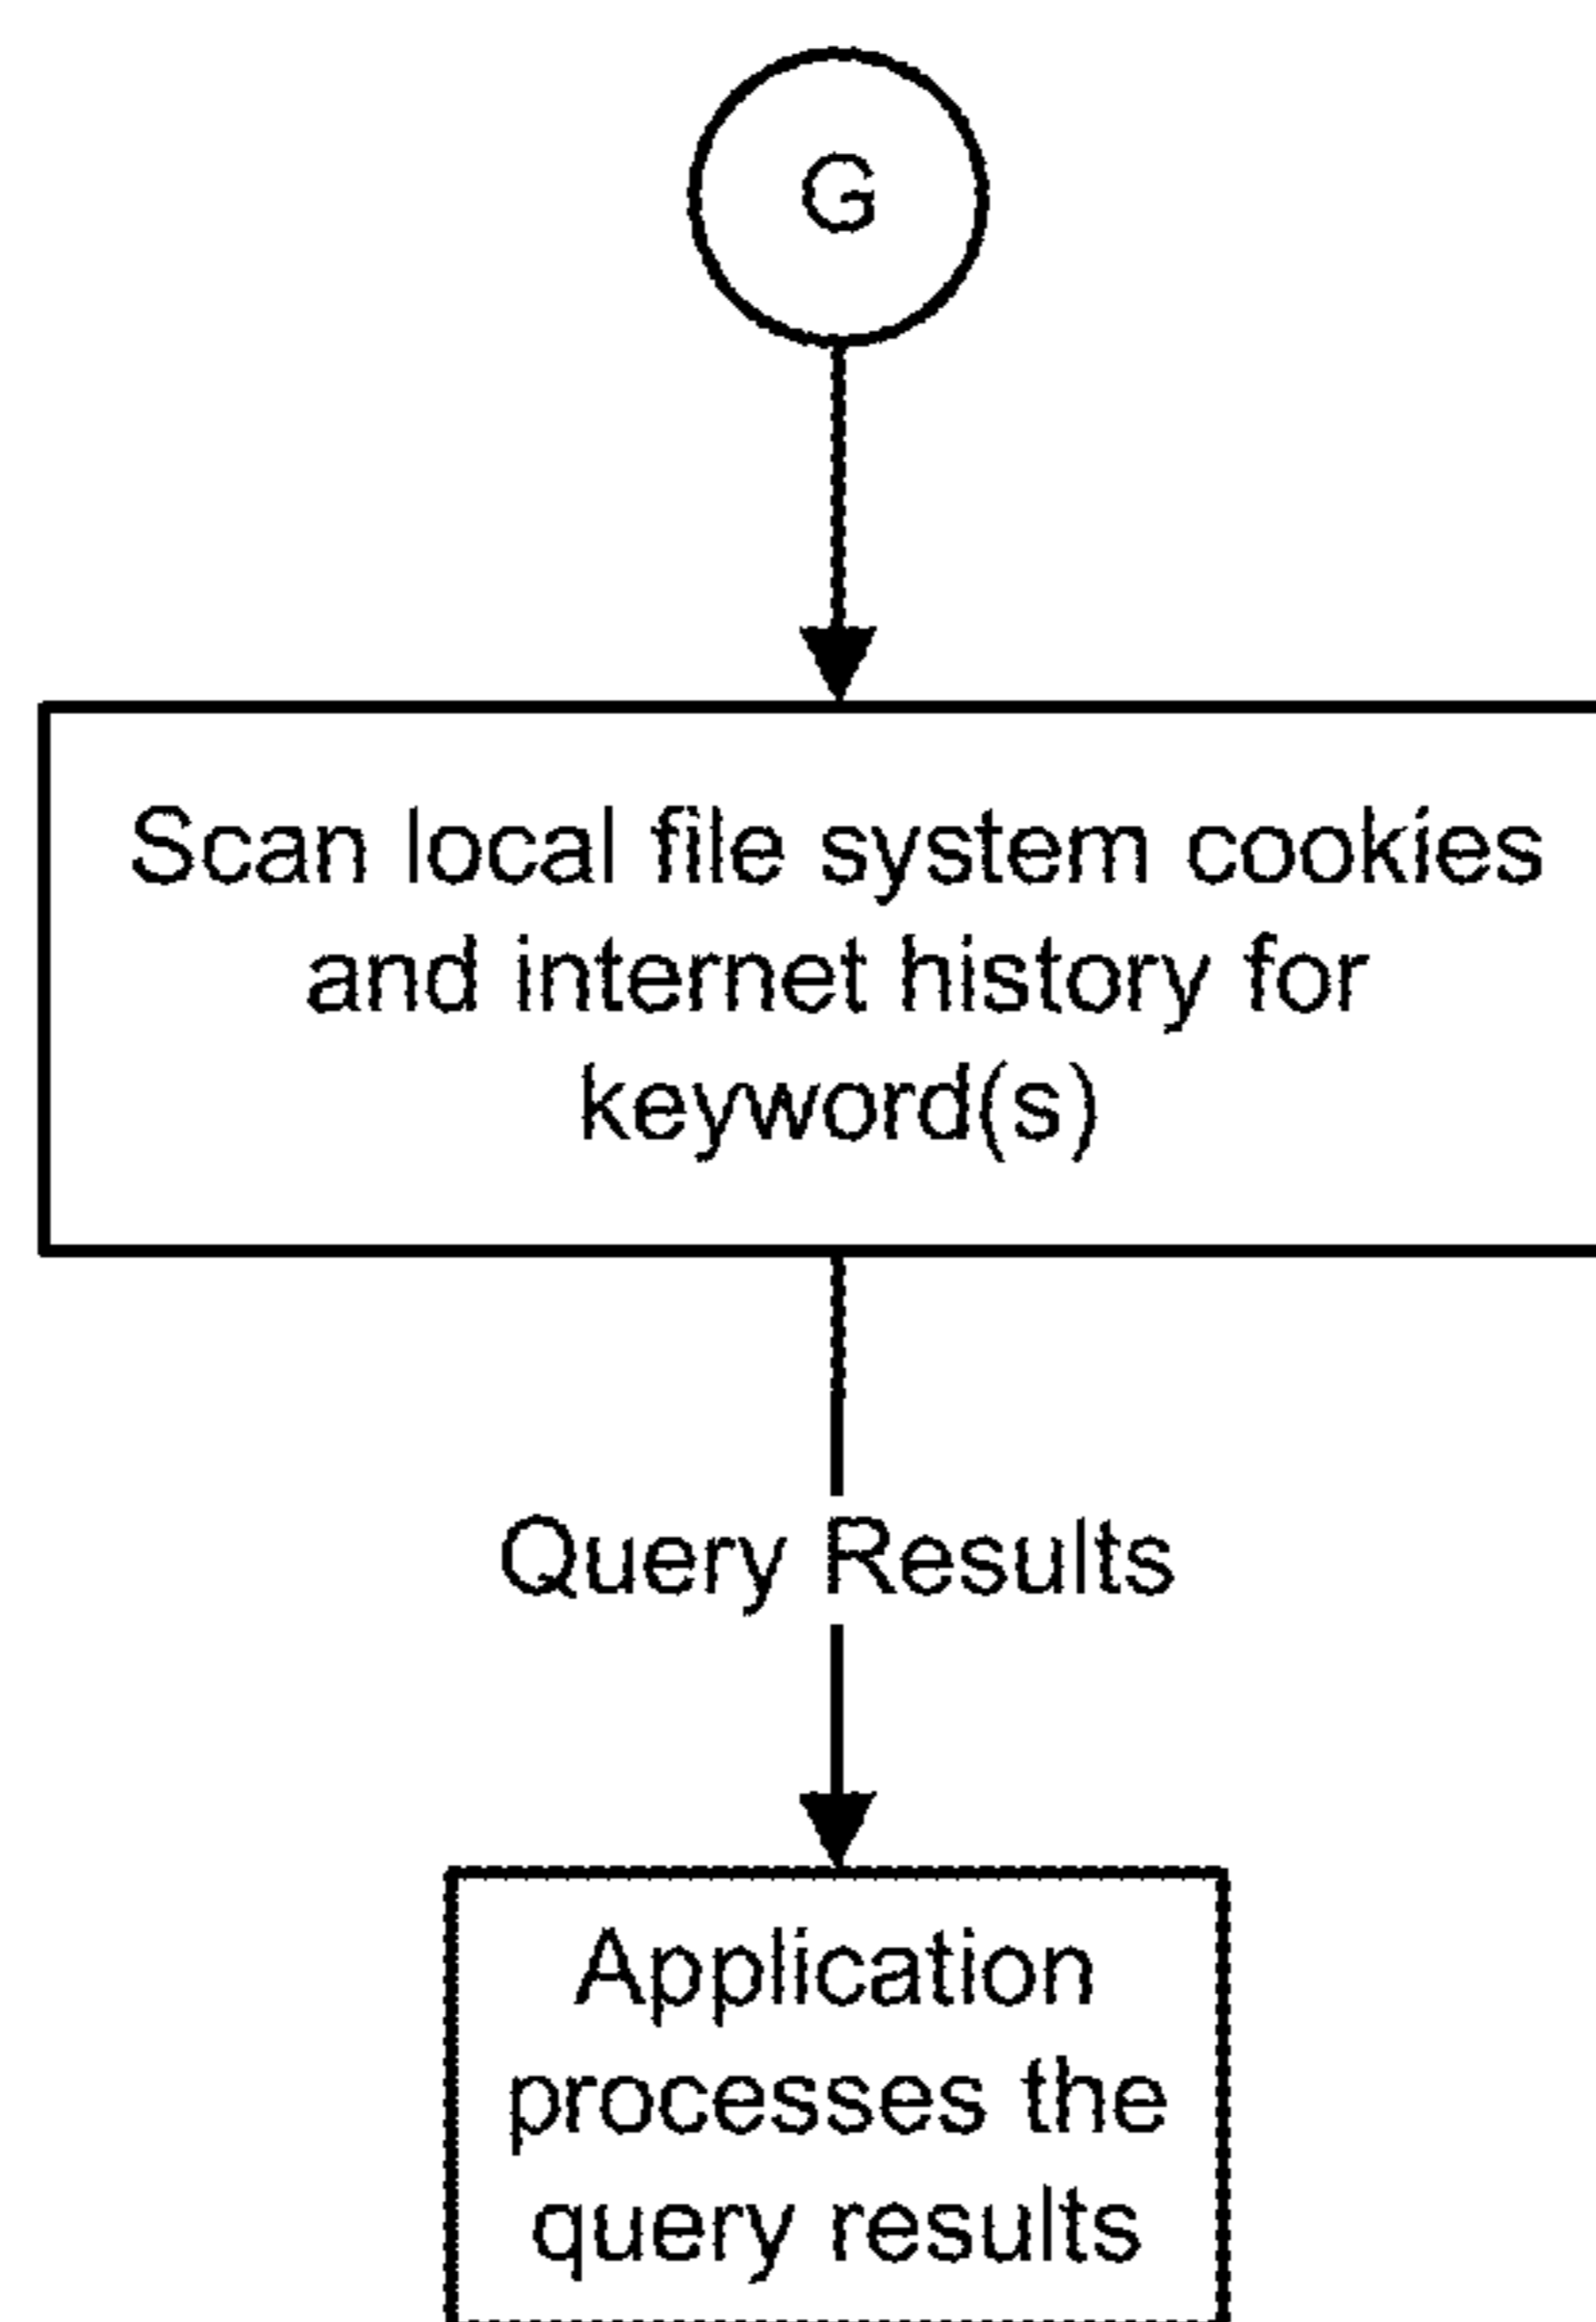 G
Scan local file system cookies
and internet history for
keyword(s)
Query Results
Application
processes the
query results